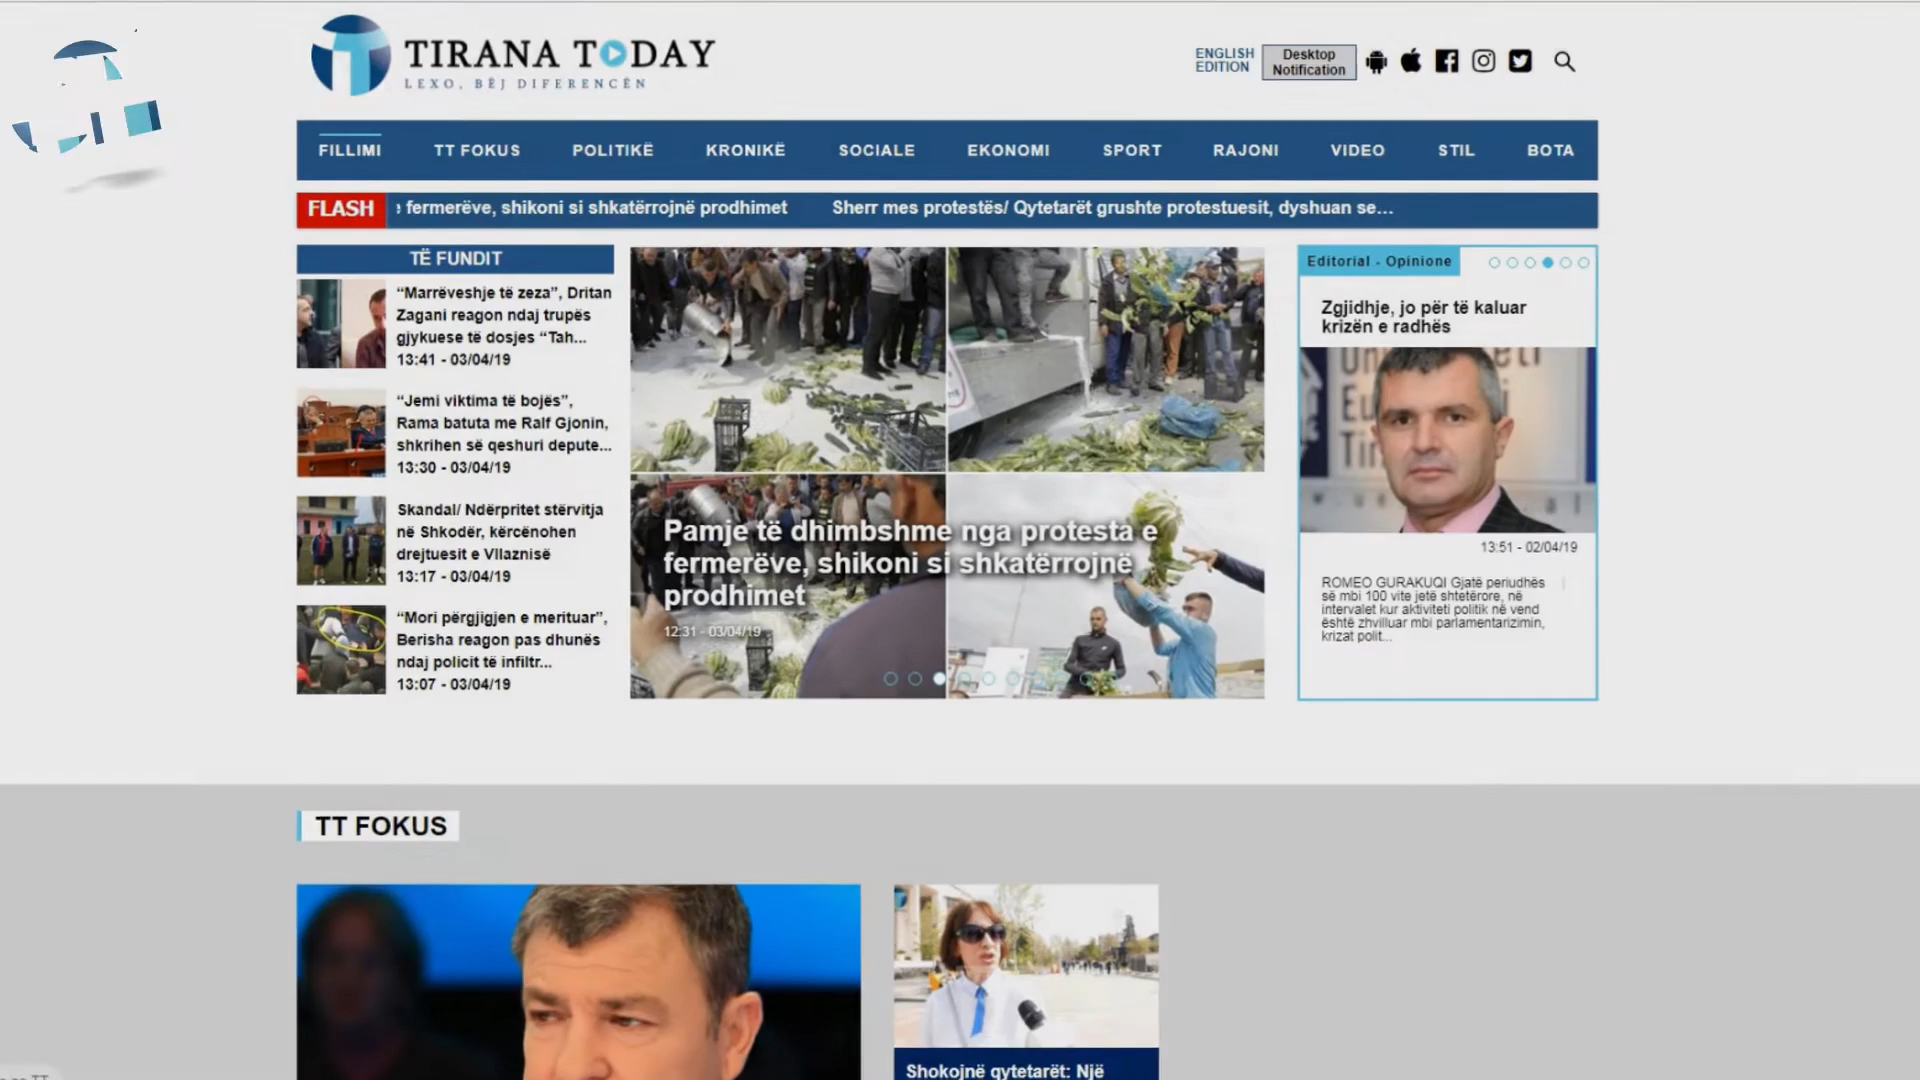 TIRANA TODAY
LEXO, BËJ DIFERENCËN
ENGLISH
EDITION
Desktop
Notification
FILLIMI TT FOKUS POLITIKË KRONIKË SOCIALE EKONOMI SPORT RAJONI VIDEO STIL BOTA
FLASH fermerëve, shikoni si shkatërrojnë prodhimet Sherr mes protestës/ Qytetarët grushte protestuesit, dyshuan se...
TË FUNDIT
“Marrëveshje të zeza”, Dritan
Zagani reagon ndaj trupës
gjykuese të dosjes “Tah...
13:41 - 03/04/19
“Jemi viktima të bojës”,
Rama batuta me Ralf Gjonin,
shkrihen së qeshuri depute...
13:30 - 03/04/19
Skandal/ Ndërpritet stërvitja
në Shkodër, kërcënohen
drejtuesit e Vllaznisë
13:17 - 03/04/19
“Mori përgjigjen e merituar”,
Berisha reagon pas dhunës
ndaj policit të infiltr...
13:07 - 03/04/19
Pamje të dhimbshme nga protesta e
fermerëve, shikoni si shkatërrojnë
prodhimet
12:31 - 03/04/19
Editorial - Opinione
Zgjidhje, jo për të kaluar
krizën e radhës
13:51 - 02/04/19
ROMEO GURAKUQI Gjatë periudhës
së mbi 100 vite jetë shtetërore, në
intervalet kur aktiviteti politik në vend
është zhvilluar mbi parlamentarizimin,
krizat polit...
TT FOKUS
Shokojnë qytetarët: Një